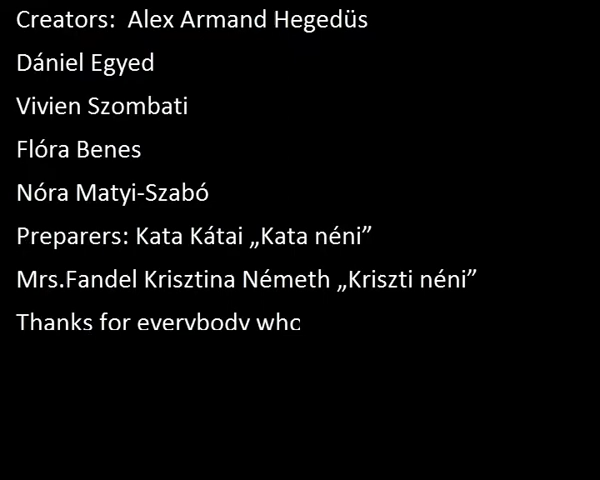 Creators:  Alex Armand Hegedüs
Dániel Egyed
Vivien Szombati
Flóra Benes
Nóra Matyi-Szabó
Preparers: Kata Kátai „Kata néni”
Mrs.Fandel Krisztina Németh „Kriszti néni”
Thanks for everybody who